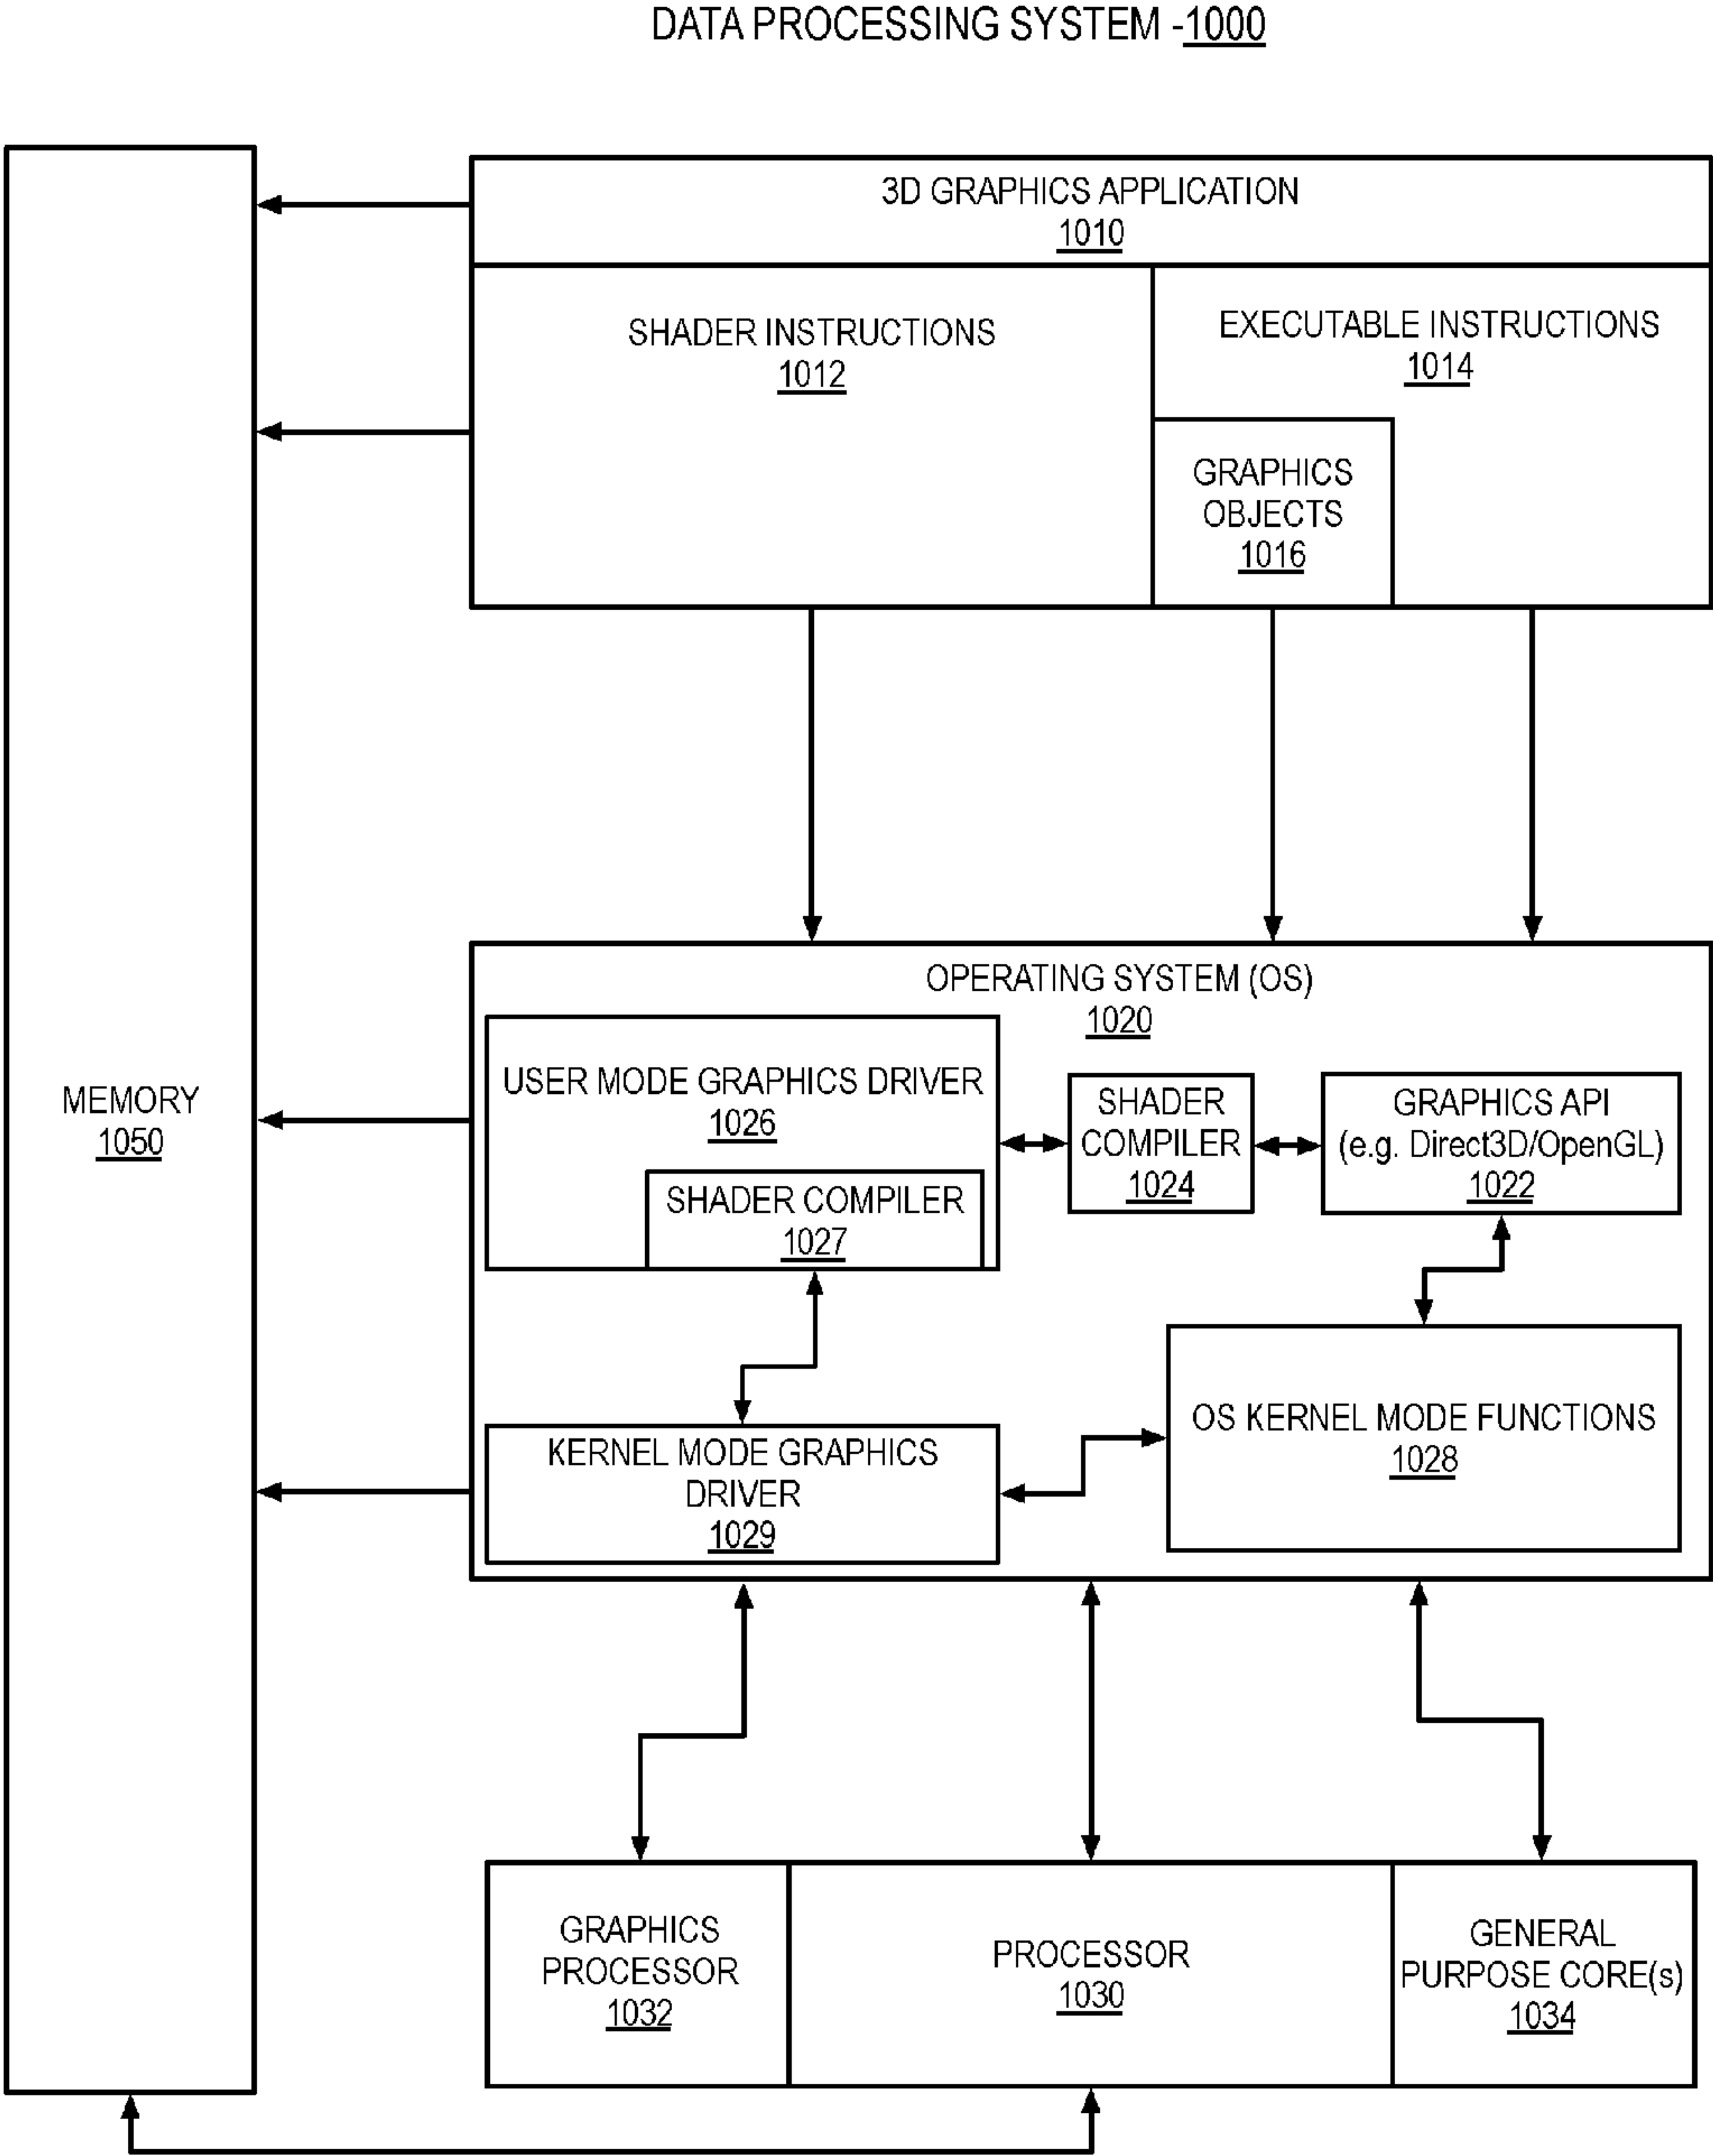 DATA PROCESSING SYSTEM -1000
3D GRAPHICS APPLICATION
1010
SHADER INSTRUCTIONS
1012
EXECUTABLE INSTRUCTIONS
1014
GRAPHICS
OBJECTS
1016
MEMORY
1050
OPERATING SYSTEM (OS)
1020
USER MODE GRAPHICS DRIVER
1026
SHADER COMPILER
1027
SHADER
COMPILER
1024
GRAPHICS API
(e.g. Direct3D/OpenGL)
1022
KERNEL MODE GRAPHICS
DRIVER
1029
OS KERNEL MODE FUNCTIONS
1028
GRAPHICS
PROCESSOR
1032
PROCESSOR
1030
GENERAL
PURPOSE CORE(s)
1034